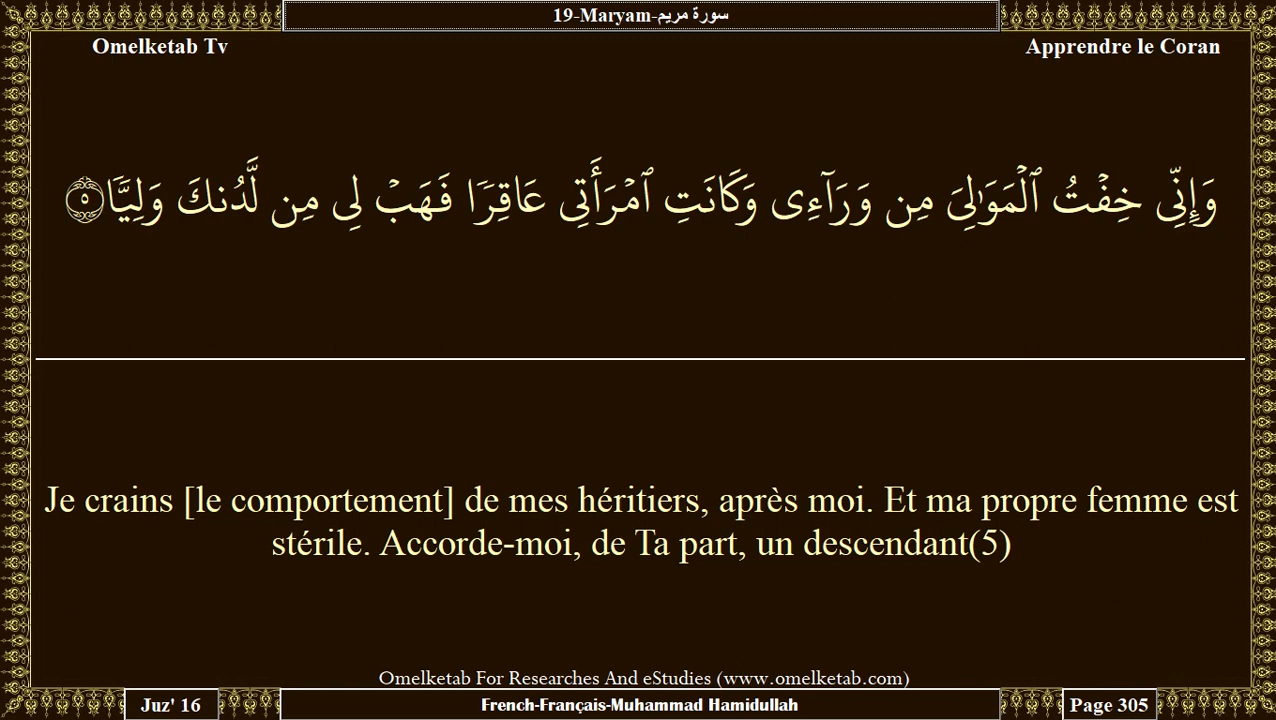 19-Maryam-سورة مريم
Omelketab Tv
Apprendre le Coran
وَإِنِّى خِفْتُ ٱلْمَوَٰلِىَ مِن وَرَآءِى وَكَانَتِ ٱمْرَأَتِى عَاقِرًا فَهَبْ لِى مِن لَّدُنكَ وَلِيًّا ٥
Je crains [le comportement] de mes héritiers, après moi. Et ma propre femme est
stérile. Accorde-moi, de Ta part, un descendant(5)
Omelketab For Researches And eStudies (www.omelketab.com)
Juz' 16
French-Français-Muhammad Hamidullah
Page 305